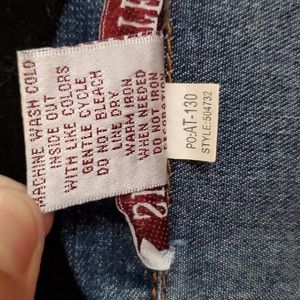 MACHINE WASH COLD
INSIDE OUT
WITH LIKE COLORS
GENTLE CYCLE
DO NOT BLEACH
LINE DRY
WARM IRON
WHEN NEEDED
DO NOT IRON
DECORATION
PO:AT-130
STYLE:504732